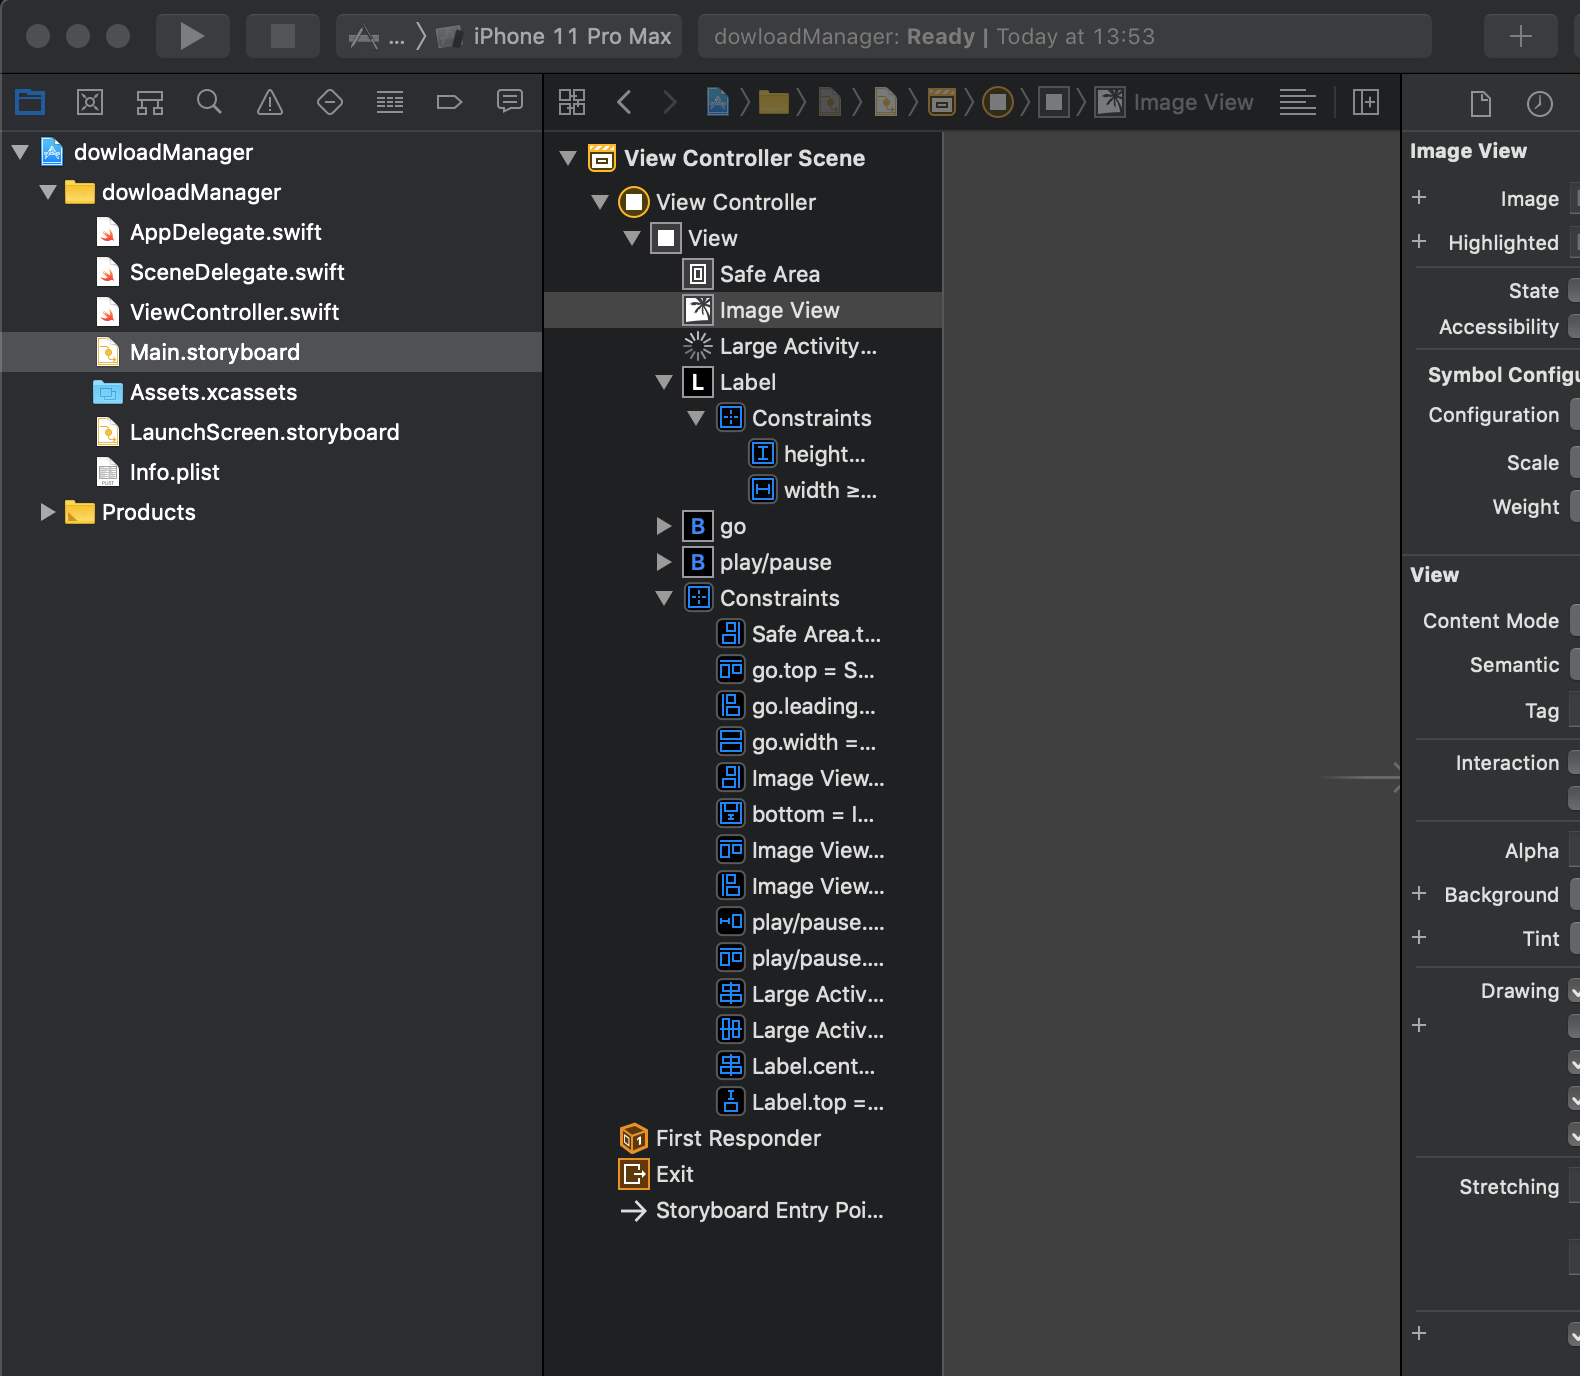 ... iPhone 11 Pro Max
dowloadManager: Ready | Today at 13:53
Image View
dowloadManager
dowloadManager
AppDelegate.swift
SceneDelegate.swift
ViewController.swift
Main.storyboard
Assets.xcassets
LaunchScreen.storyboard
Info.plist
Products
View Controller Scene
View Controller
View
Safe Area
Image View
Large Activity...
L Label
Constraints
height...
width ≥...
B go
B play/pause
Constraints
Safe Area.t...
go.top = S...
go.leading...
go.width =...
Image View...
bottom = I...
Image View...
Image View...
play/pause....
play/pause....
Large Activ...
Large Activ...
Label.cent...
Label.top =...
First Responder
Exit
Storyboard Entry Poi...
Image View
Image
Highlighted
State
Accessibility
Symbol Configu
Configuration
Scale
Weight
View
Content Mode
Semantic
Tag
Interaction
Alpha
Background
Tint
Drawing
Stretching